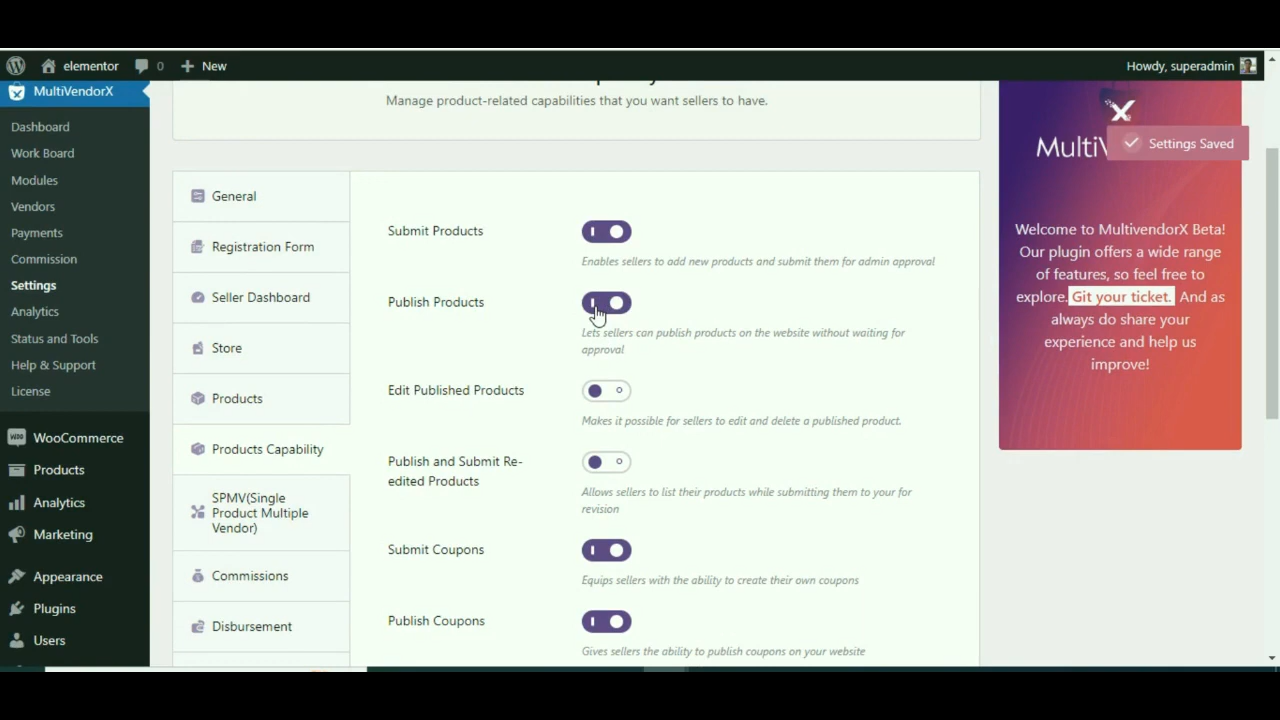 elementor
0
New
Howdy, superadmin
MultiVendorX
Dashboard
Work Board
Modules
Vendors
Payments
Commission
Settings
Analytics
Status and Tools
Help & Support
License
WooCommerce
Products
Analytics
Marketing
Appearance
Plugins
Users
Manage product-related capabilities that you want sellers to have.
General
Registration Form
Seller Dashboard
Store
Products
Products Capability
SPMV(Single
Product Multiple
Vendor)
Commissions
Disbursement
Submit Products
Enables sellers to add new products and submit them for admin approval
Publish Products
Lets sellers can publish products on the website without waiting for
approval
Edit Published Products
Makes it possible for sellers to edit and delete a published product.
Publish and Submit Re-
edited Products
Allows sellers to list their products while submitting them to your for
revision
Submit Coupons
Equips sellers with the ability to create their own coupons
Publish Coupons
Gives sellers the ability to publish coupons on your website
Settings Saved
Welcome to MultivendorX Beta!
Our plugin offers a wide range
of features, so feel free to
explore. Git your ticket. And as
always do share your
experience and help us
improve!